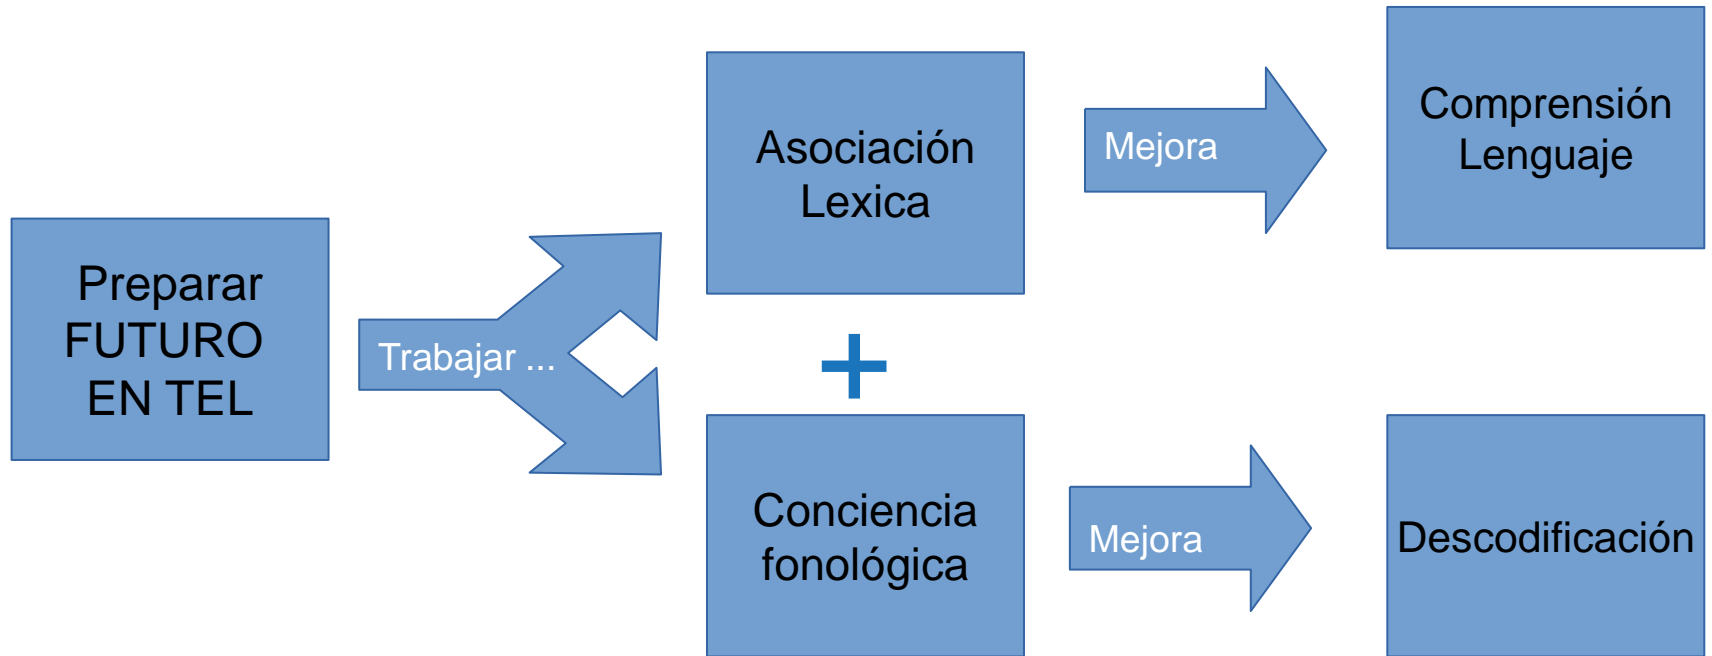 Preparar
FUTURO
EN TEL
Trabajar ...
Asociación
Lexica
Mejora
Comprensión
Lenguaje
+
Conciencia
fonológica
Mejora
Descodificación